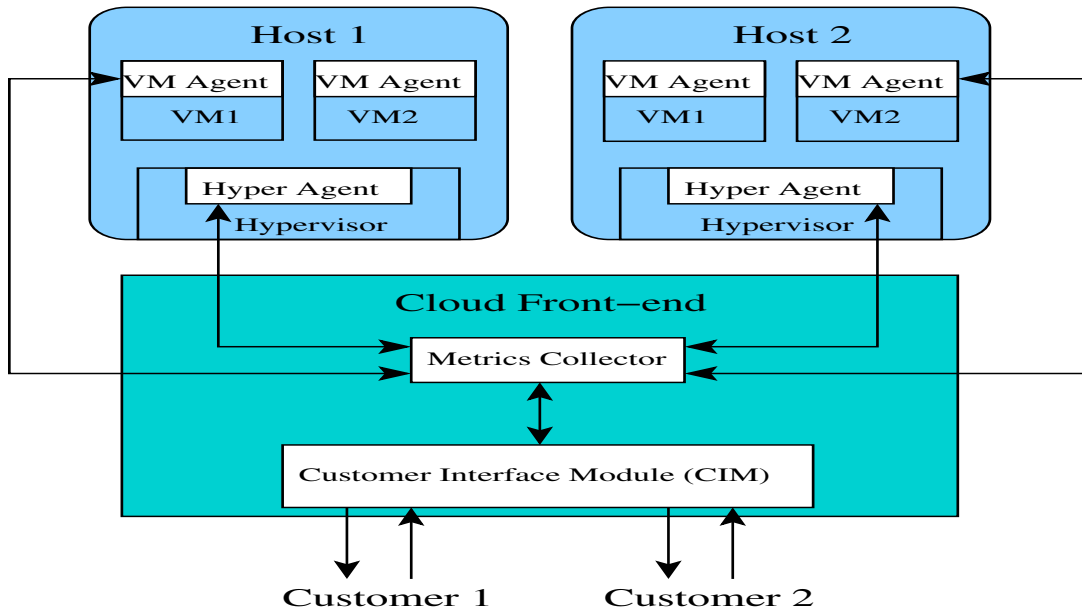 Host 1
Host 2
VM Agent
VM Agent
VM Agent
VM Agent
VM1
VM2
VM1
VM2
Hyper Agent
Hyper Agent
Hypervisor
Hypervisor
Cloud Front−end
Metrics Collector
Customer Interface Module (CIM)
Customer 1
Customer 2